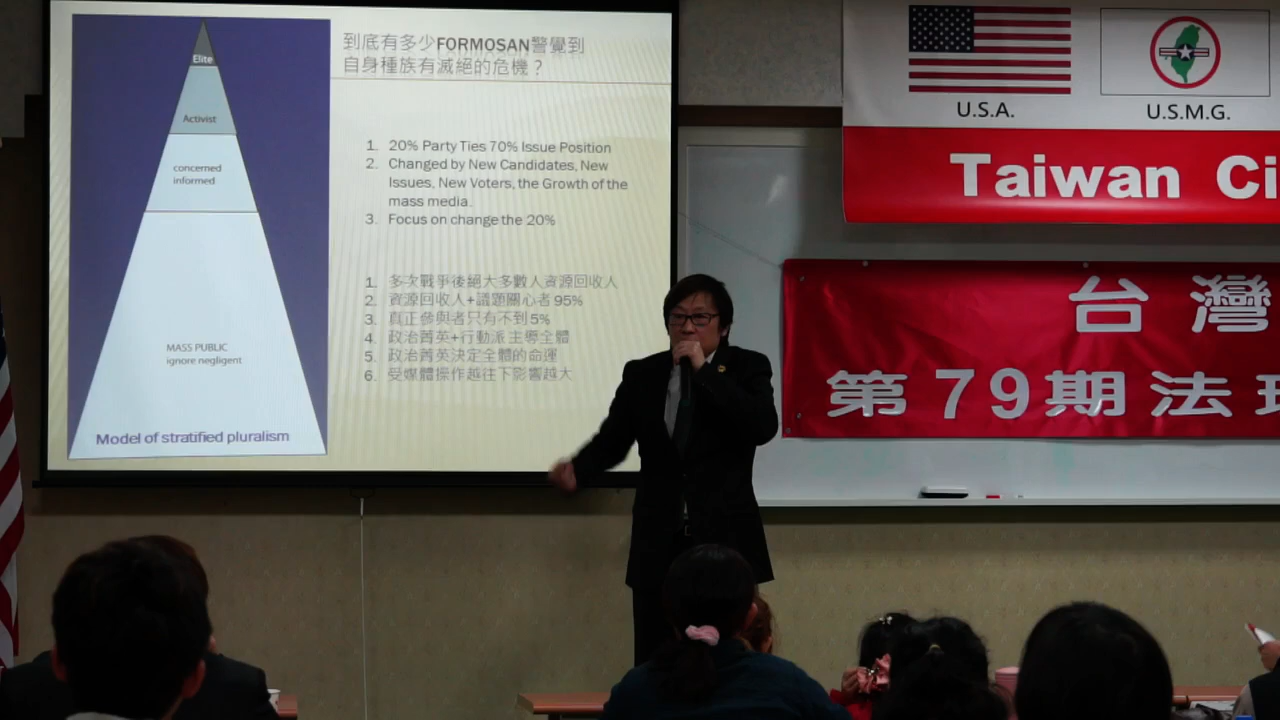 Elite
Activist
concerned
informed
MASS PUBLIC
ignore negligent
Model of stratified pluralism
到底有多少FORMOSAN警覺到
自身種族有滅絕的危機？
1. 20% Party Ties 70% Issue Position
2. Changed by New Candidates, New
Issues, New Voters, the Growth of the
mass media.
3. Focus on change the 20%
1. 多次戰爭後絕大多數人資源回收人
2. 資源回收人+議題關心者95%
3. 真正參與者只有不到5%
4. 政治菁英+行動派主導全體
5. 政治菁英決定全體的命運
6. 受媒體操作越往下影響越大
U.S.A.
U.S.M.G.
Taiwan Ci
台灣
第79期法理